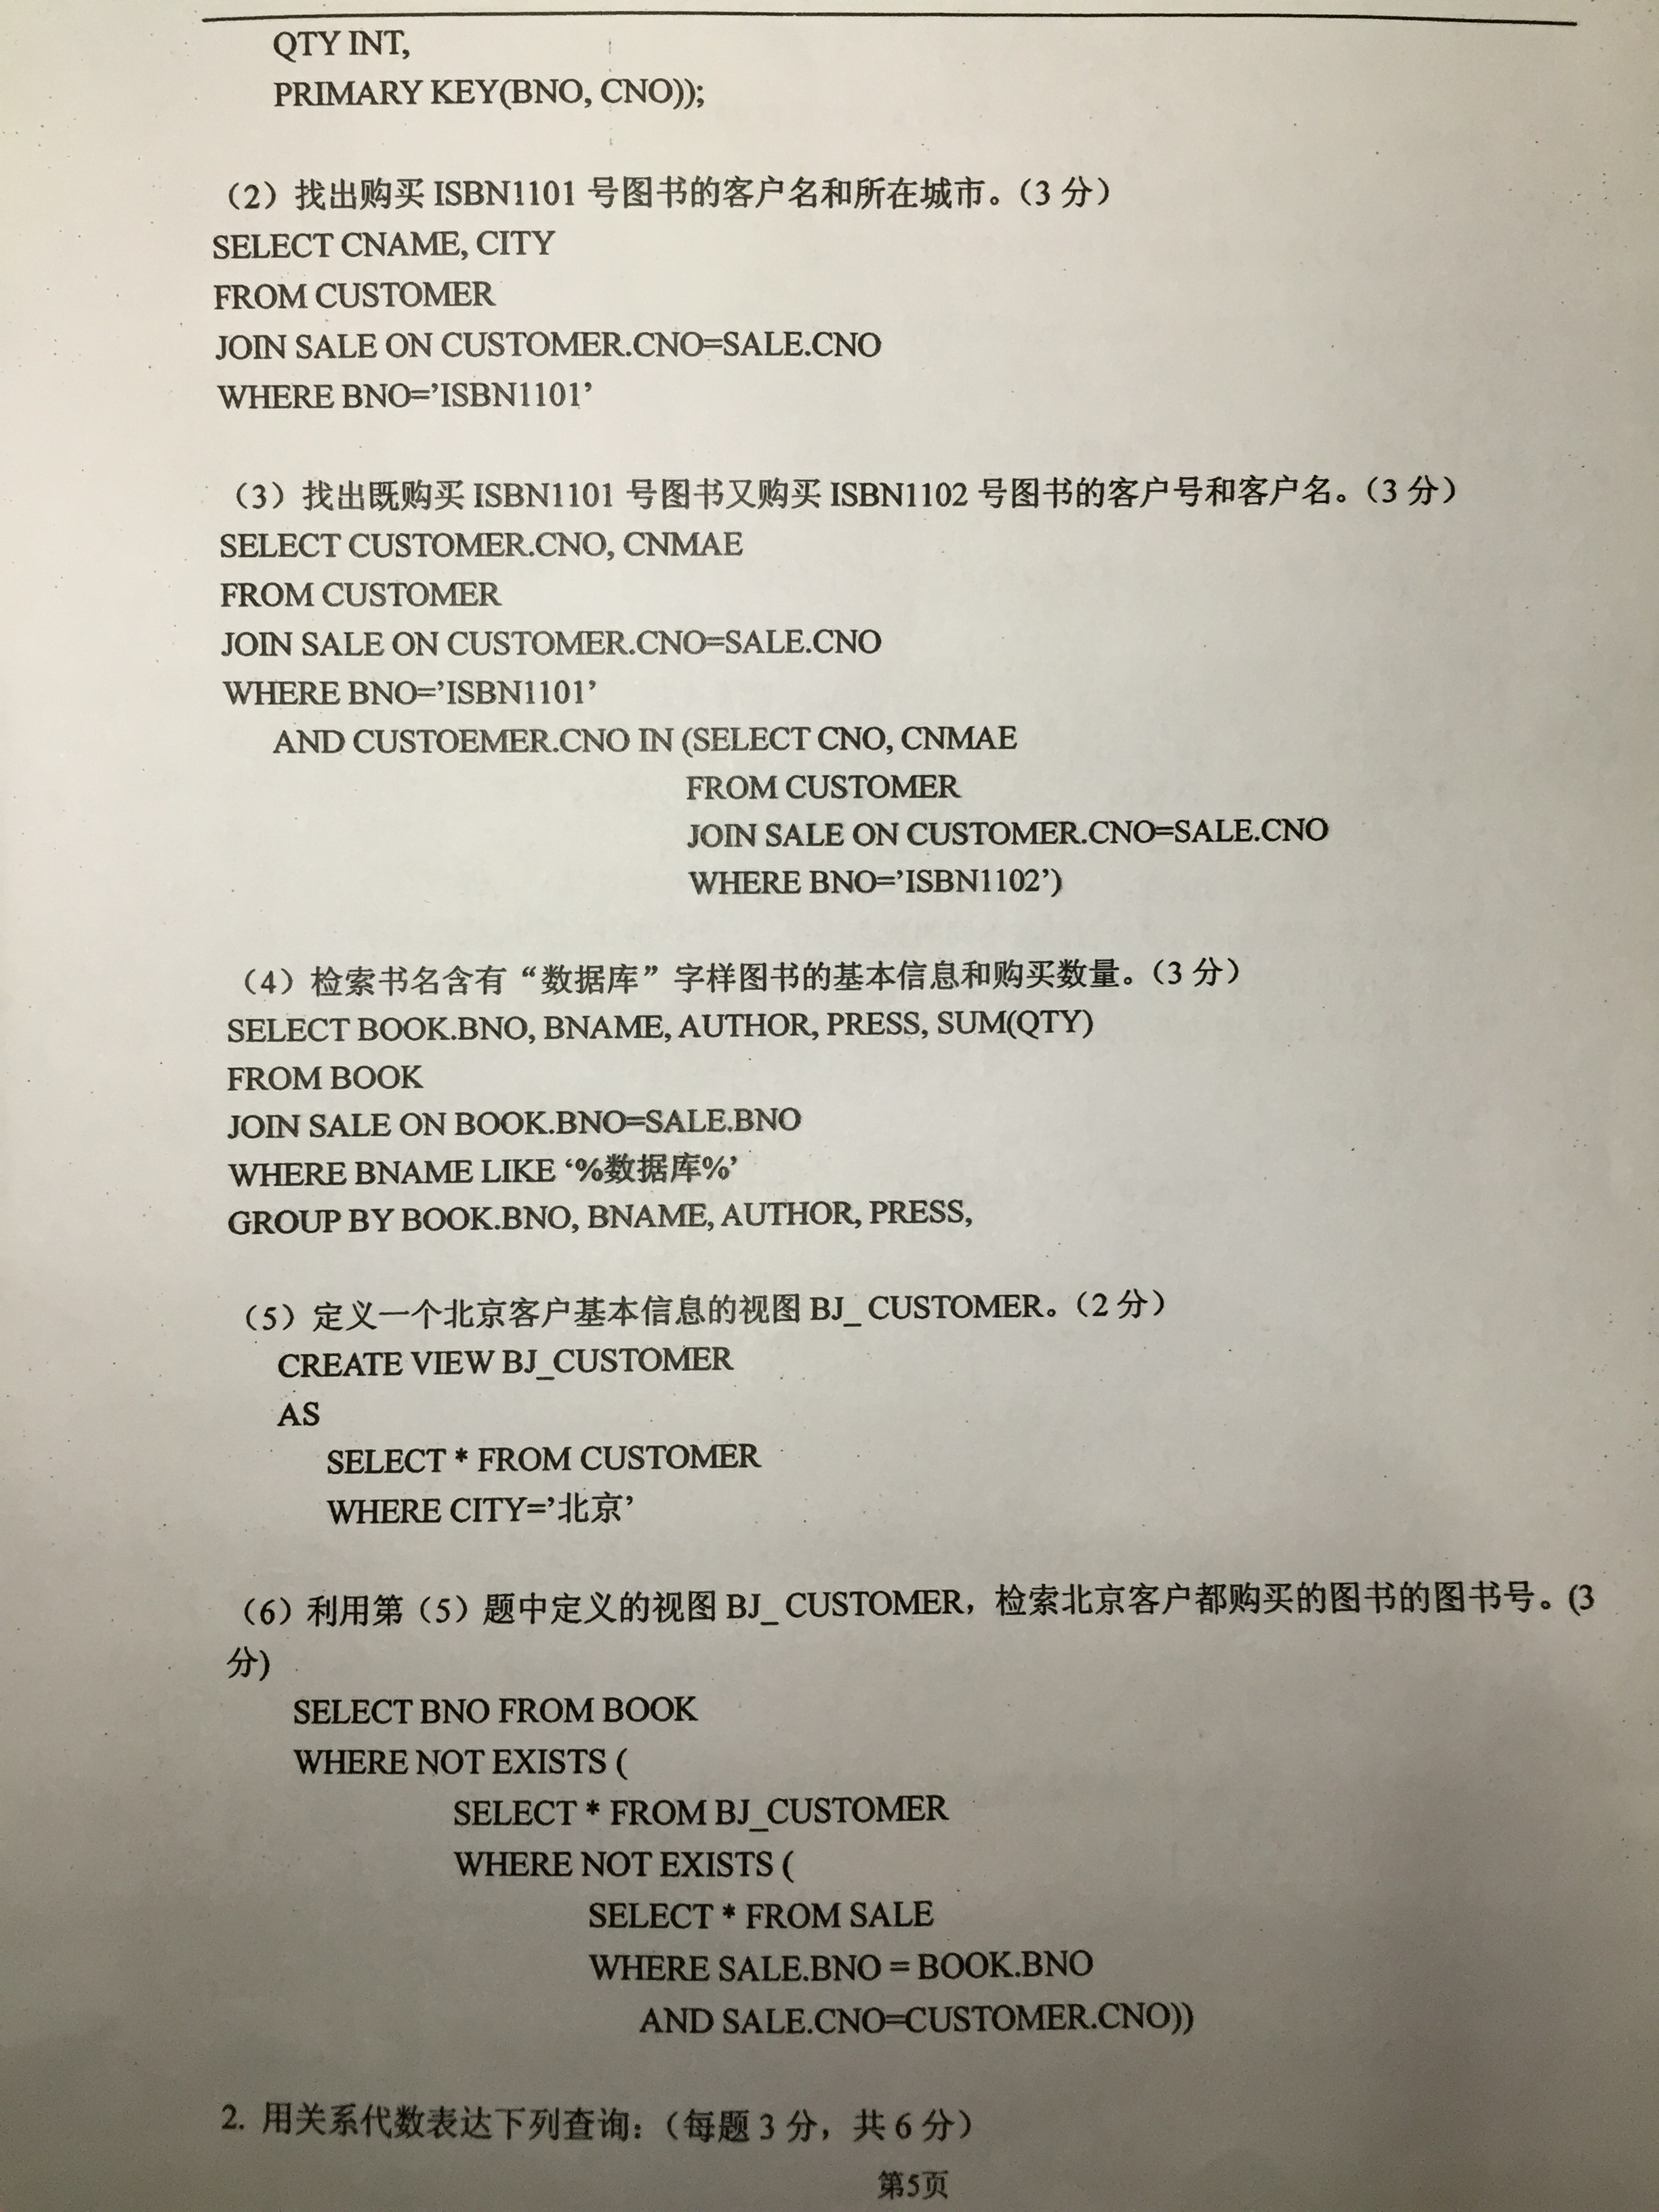 QTY INT,
PRIMARY KEY(BNO, CNO));
（2）找出购买 ISBN1101 号图书的客户名和所在城市。（3 分）
SELECT CNAME, CITY
FROM CUSTOMER
JOIN SALE ON CUSTOMER.CNO=SALE.CNO
WHERE BNO=’ISBN1101’
（3）找出既购买 ISBN1101 号图书又购买 ISBN1102 号图书的客户号和客户名。（3 分）
SELECT CUSTOMER.CNO, CNMAE
FROM CUSTOMER
JOIN SALE ON CUSTOMER.CNO=SALE.CNO
WHERE BNO=’ISBN1101’
AND CUSTOEMER.CNO IN (SELECT CNO, CNMAE
FROM CUSTOMER
JOIN SALE ON CUSTOMER.CNO=SALE.CNO
WHERE BNO=’ISBN1102’)
（4）检索书名含有“数据库”字样图书的基本信息和购买数量。（3 分）
SELECT BOOK.BNO, BNAME, AUTHOR, PRESS, SUM(QTY)
FROM BOOK
JOIN SALE ON BOOK.BNO=SALE.BNO
WHERE BNAME LIKE ‘%数据库%’
GROUP BY BOOK.BNO, BNAME, AUTHOR, PRESS,
（5）定义一个北京客户基本信息的视图 BJ_ CUSTOMER。（2 分）
CREATE VIEW BJ_CUSTOMER
AS
SELECT * FROM CUSTOMER
WHERE CITY=’北京’
（6）利用第（5）题中定义的视图 BJ_ CUSTOMER，检索北京客户都购买的图书的图书号。(3
分)
SELECT BNO FROM BOOK
WHERE NOT EXISTS (
SELECT * FROM BJ_CUSTOMER
WHERE NOT EXISTS (
SELECT * FROM SALE
WHERE SALE.BNO = BOOK.BNO
AND SALE.CNO=CUSTOMER.CNO))
2. 用关系代数表达下列查询：（每题 3 分，共 6 分）
第5页